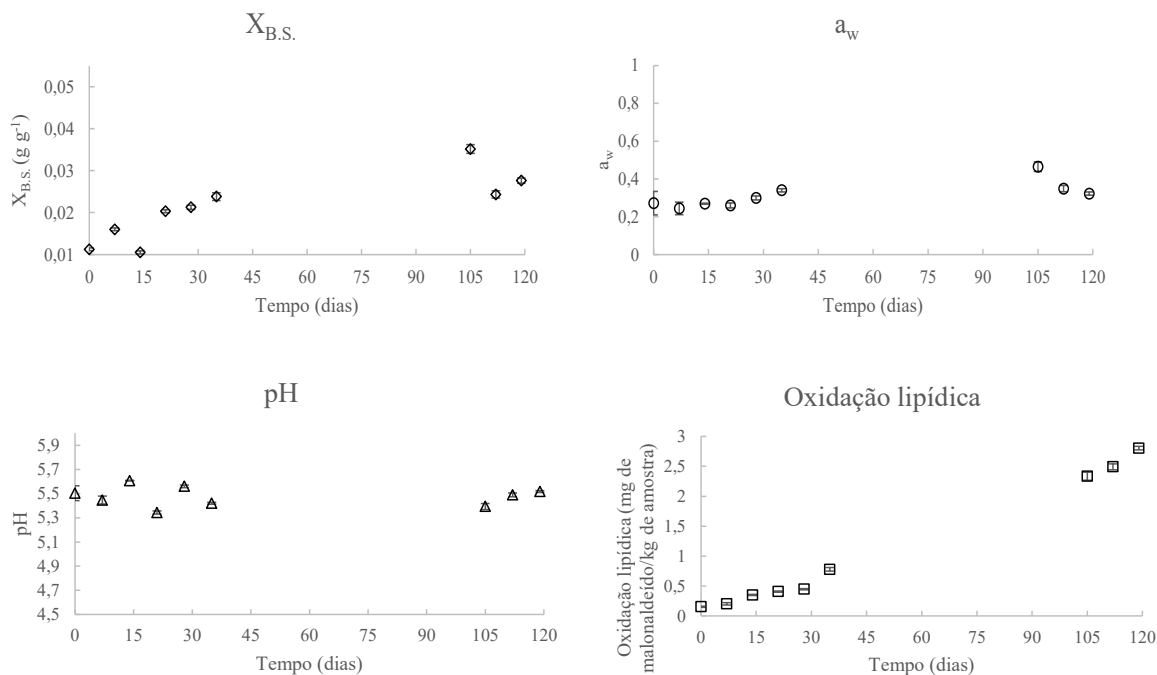 X_B.S.
0,05
0,04
0,03
0,02
0,01
X_B.S. (g g⁻¹)
0 15 30 45 60 75 90 105 120
Tempo (dias)
a_w
1
0,8
0,6
0,4
0,2
0
a_w
0 15 30 45 60 75 90 105 120
Tempo (dias)
pH
5,9
5,7
5,5
5,3
5,1
4,9
4,7
4,5
pH
0 15 30 45 60 75 90 105 120
Tempo (dias)
Oxidação lipídica
3
2,5
2
1,5
1
0,5
0
Oxidação lipídica (mg de
malonaldeído/kg de amostra)
0 15 30 45 60 75 90 105 120
Tempo (dias)